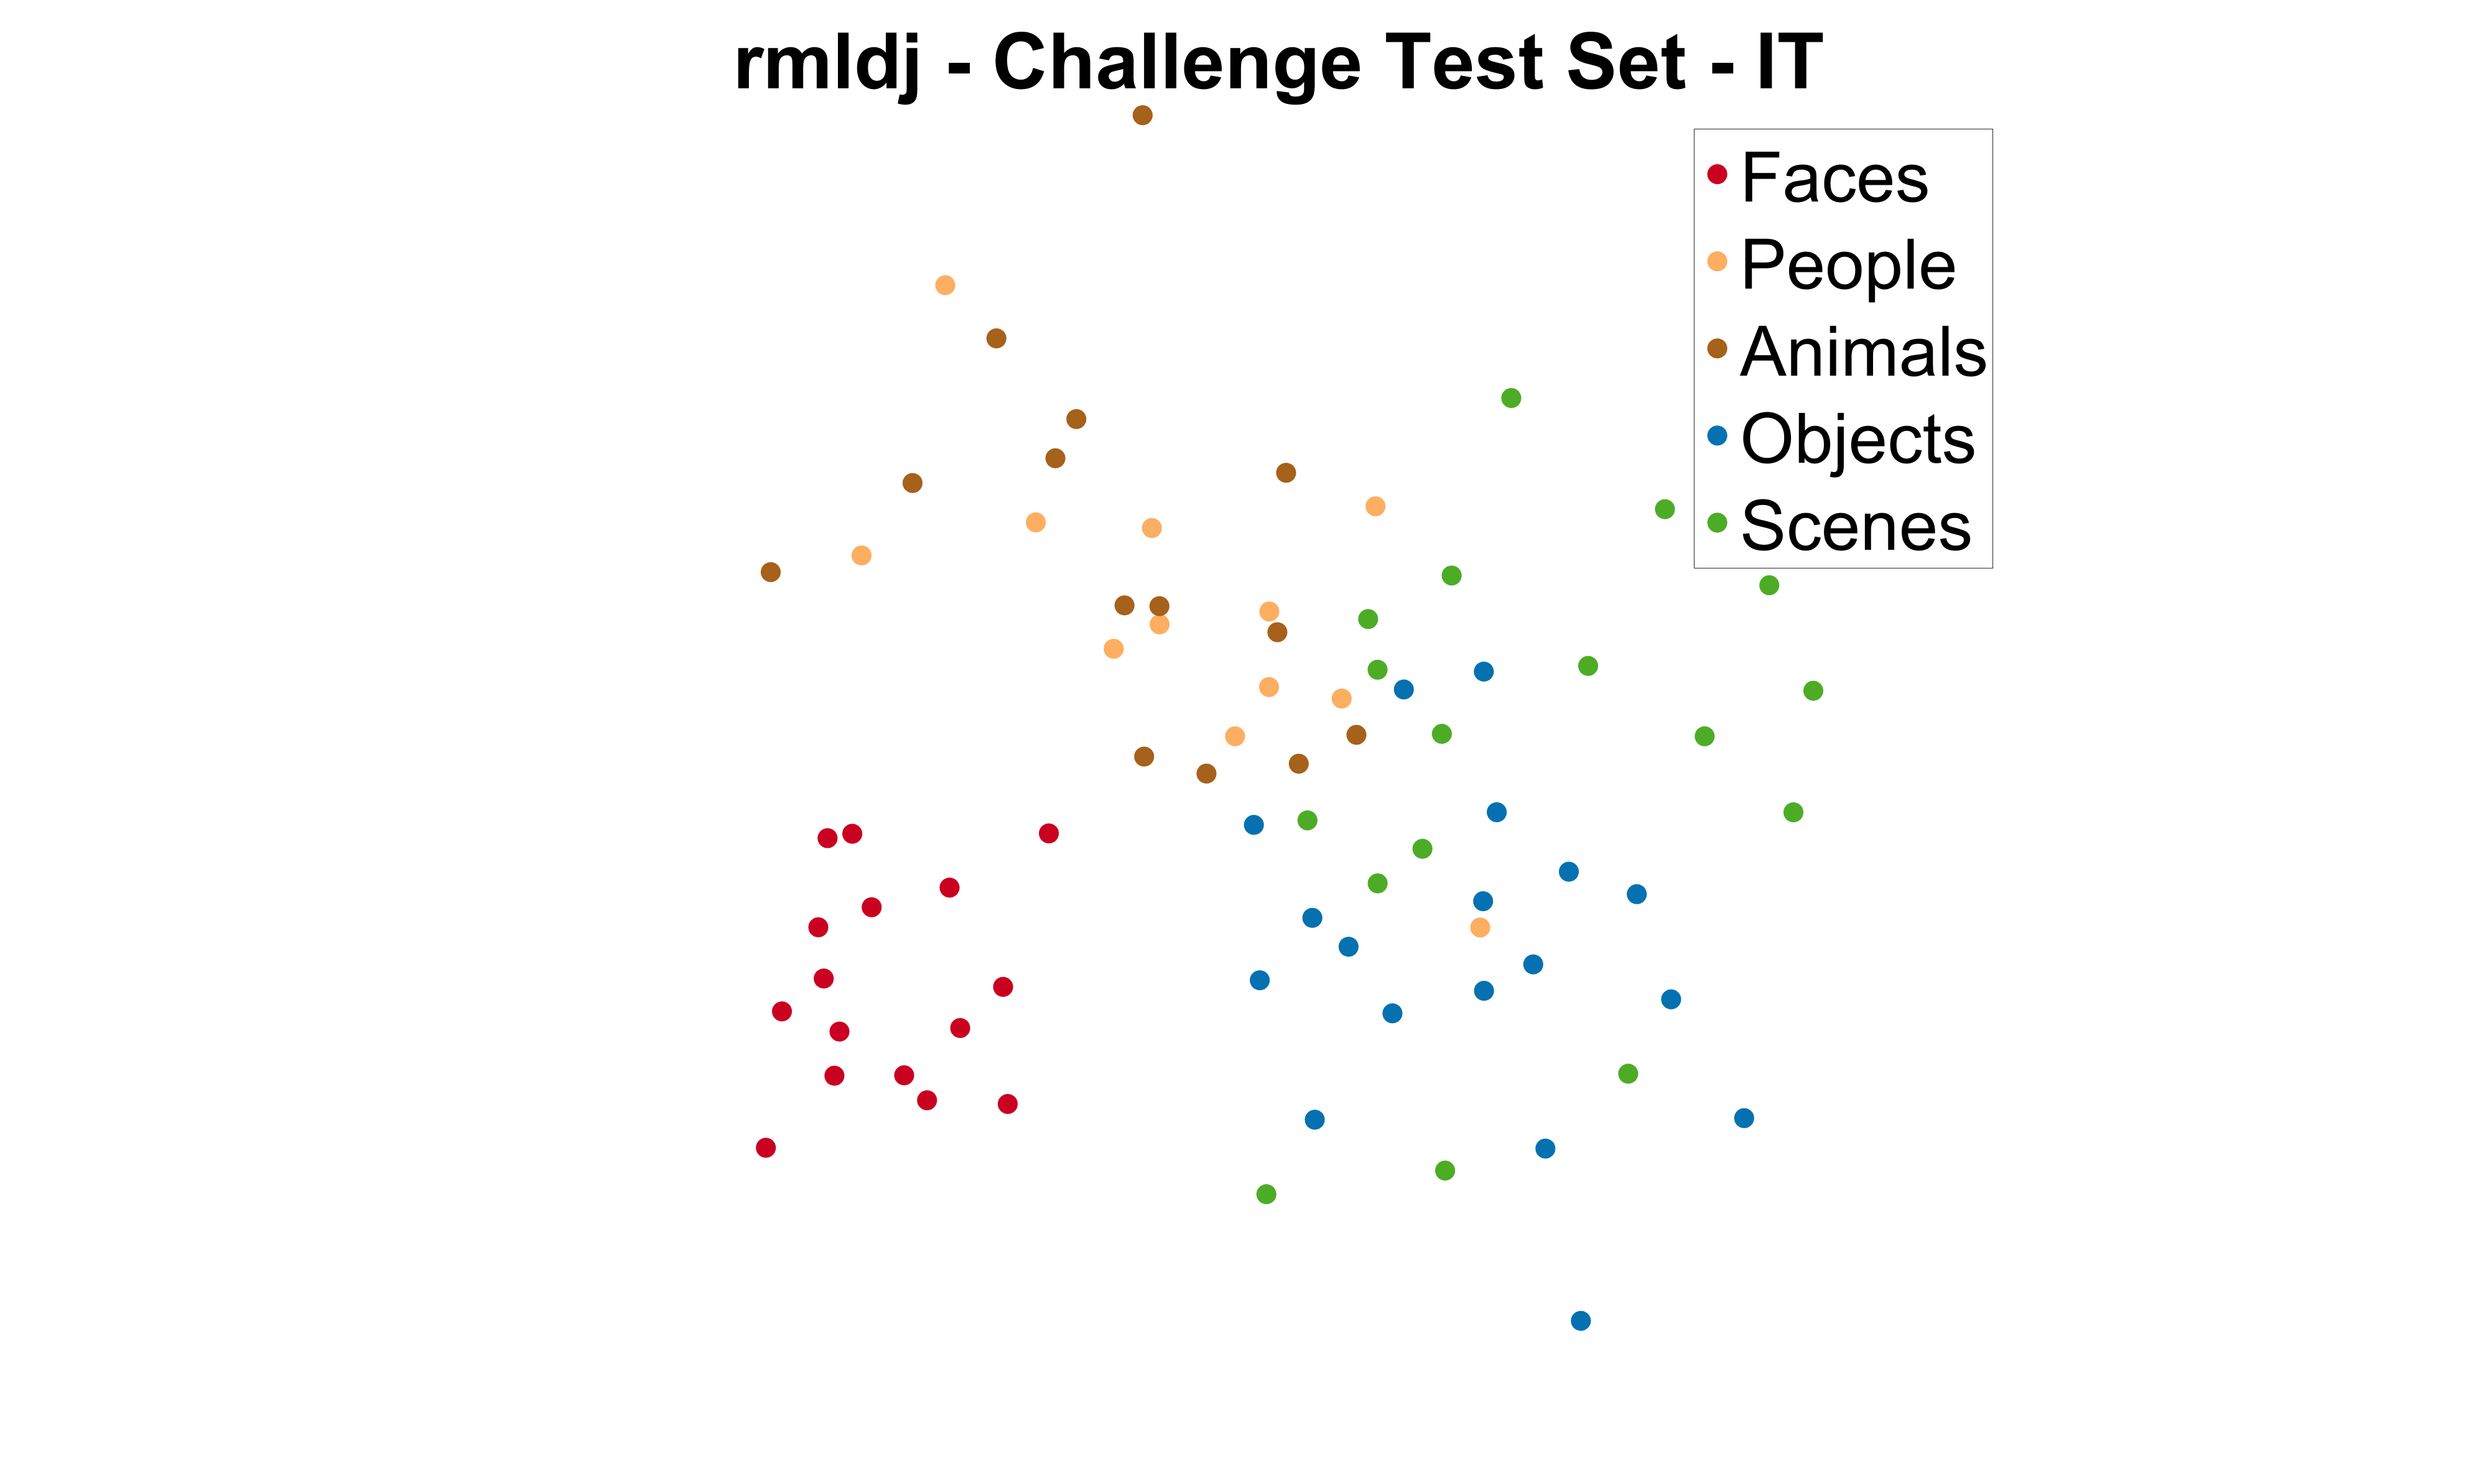 rmldj - Challenge Test Set - IT
Faces
People
Animals
Objects
Scenes